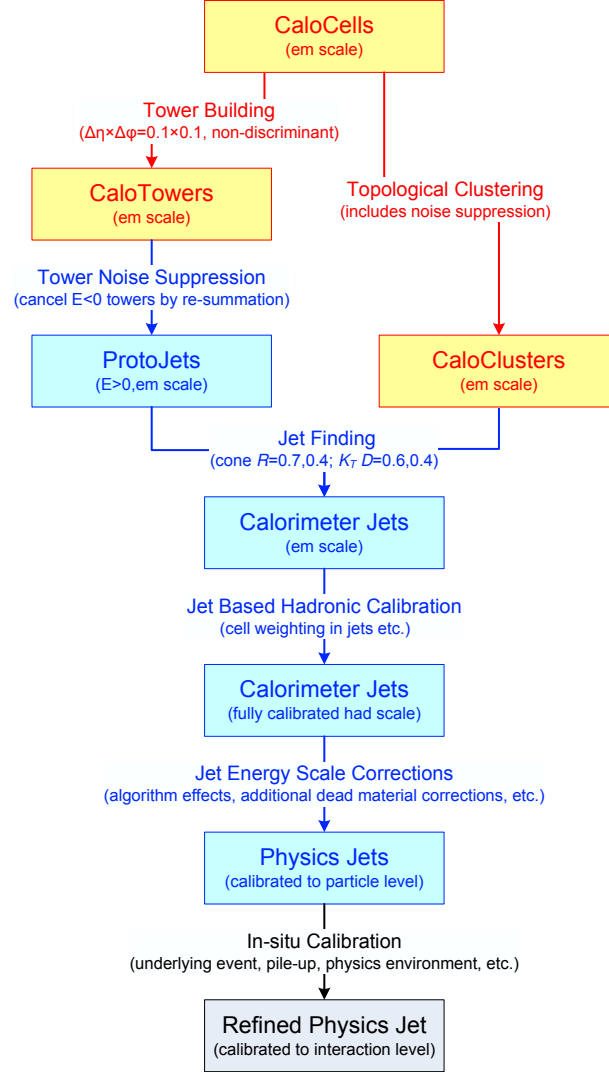 CaloCells
(em scale)
Tower Building
(Δη×Δφ=0.1×0.1, non-discriminant)
CaloTowers
(em scale)
Topological Clustering
(includes noise suppression)
Tower Noise Suppression
(cancel E<0 towers by re-summation)
ProtoJets
(E>0,em scale)
CaloClusters
(em scale)
Jet Finding
(cone R=0.7,0.4; K_T D=0.6,0.4)
Calorimeter Jets
(em scale)
Jet Based Hadronic Calibration
(cell weighting in jets etc.)
Calorimeter Jets
(fully calibrated had scale)
Jet Energy Scale Corrections
(algorithm effects, additional dead material corrections, etc.)
Physics Jets
(calibrated to particle level)
In-situ Calibration
(underlying event, pile-up, physics environment, etc.)
Refined Physics Jet
(calibrated to interaction level)